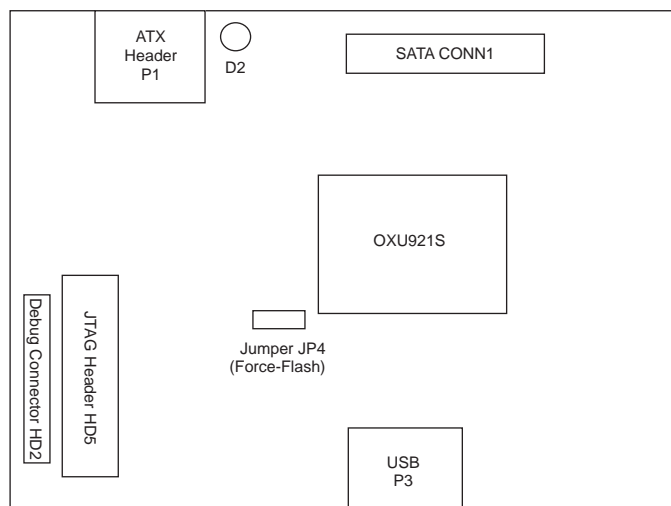 ATX
Header
P1
D2
SATA CONN1
OXU921S
Debug Connector HD2
JTAG Header HD5
Jumper JP4
(Force-Flash)
USB
P3